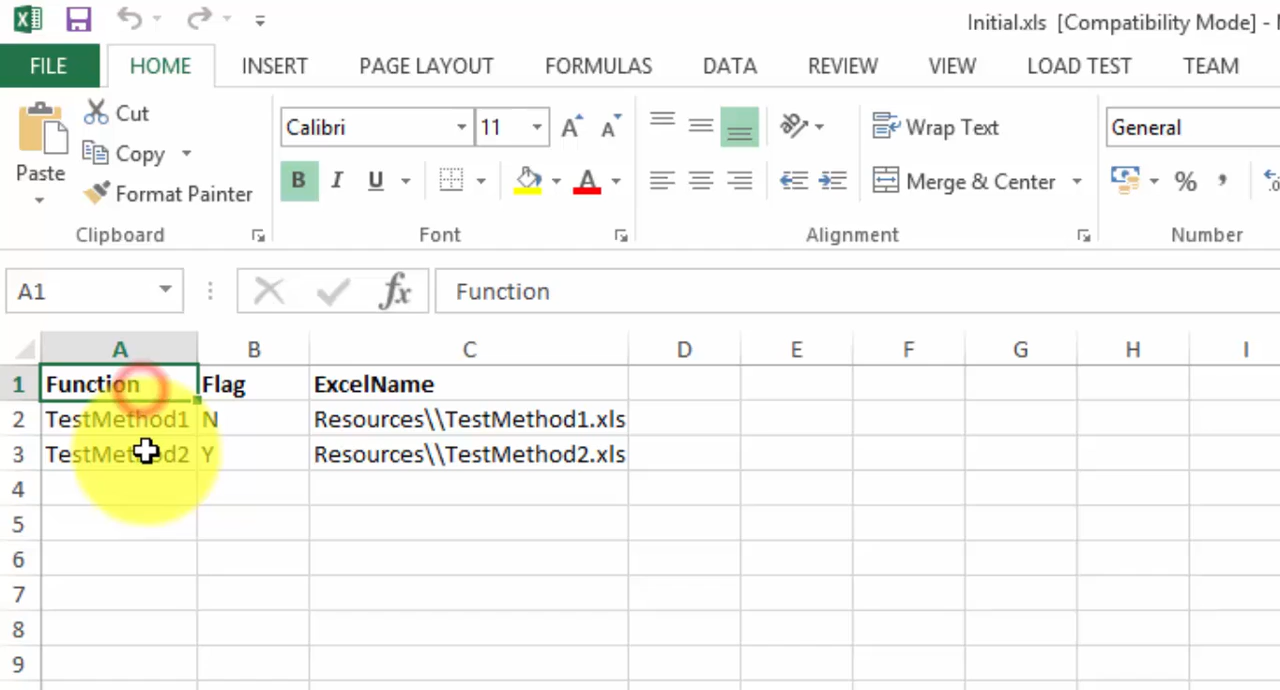 Initial.xls [Compatibility Mode] -
FILE HOME INSERT PAGE LAYOUT FORMULAS DATA REVIEW VIEW LOAD TEST TEAM
Paste
Cut
Copy
Format Painter
Clipboard
Calibri 11 A A
B I U A
Font
Wrap Text
Merge & Center
Alignment
General
% ,
Number
A1 fx Function
A B C D E F G H I
1 Function Flag ExcelName
2 TestMethod1 N Resources\\TestMethod1.xls
3 TestMethod2 Y Resources\\TestMethod2.xls
4
5
6
7
8
9